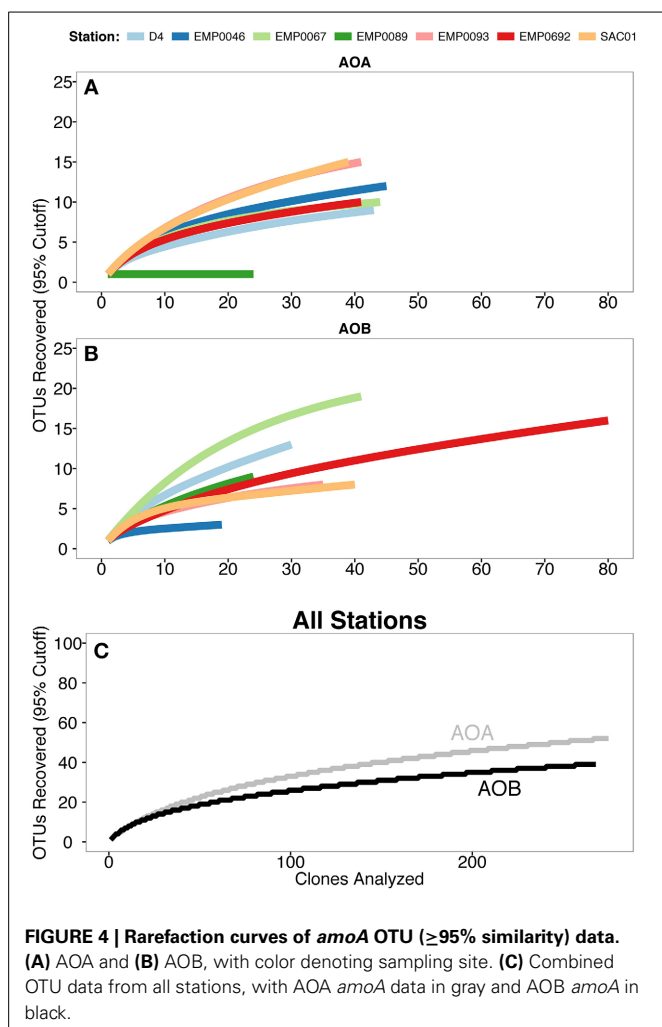 Station: D4 EMP0046 EMP0067 EMP0089 EMP0093 EMP0692 SAC01
AOA
A
25
20
15
10
5
0
0 10 20 30 40 50 60 70 80
AOB
B
25
20
15
10
5
0
0 10 20 30 40 50 60 70 80
OTUs Recovered (95% Cutoff)
All Stations
C
100
80
60
40
20
0
AOA
AOB
0 100 200
OTUs Recovered (95% Cutoff)
Clones Analyzed
FIGURE 4 | Rarefaction curves of amoA OTU (≥95% similarity) data.
(A) AOA and (B) AOB, with color denoting sampling site. (C) Combined
OTU data from all stations, with AOA amoA data in gray and AOB amoA in
black.